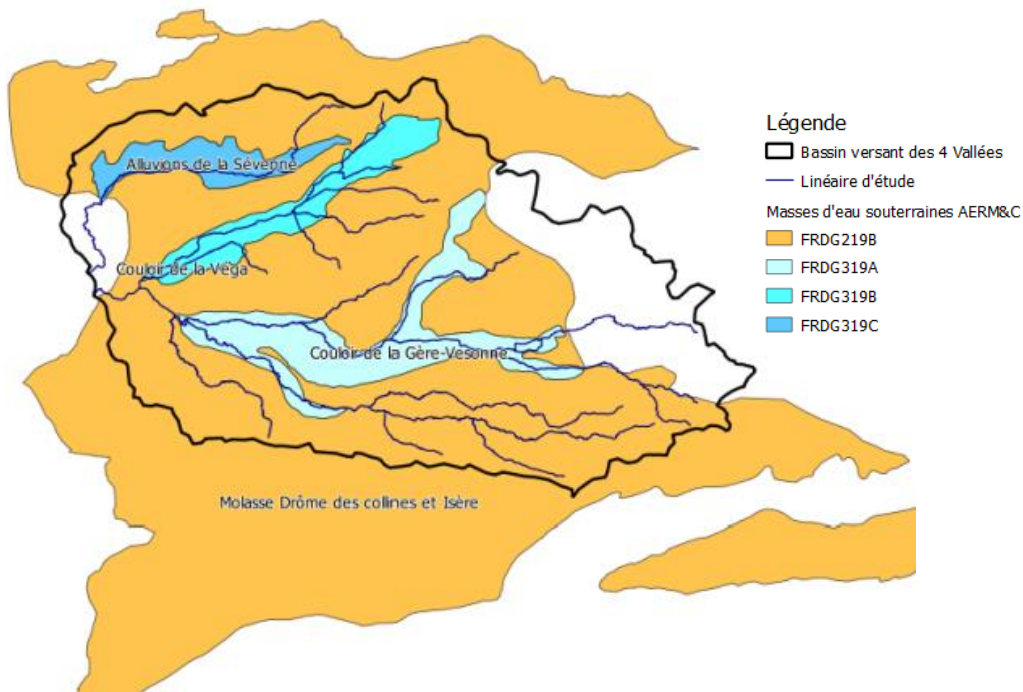 Légende
Bassin versant des 4 Vallées
Linéaire d'étude
Masses d'eau souterraines AERM&C
FRDG219B
FRDG319A
FRDG319B
FRDG319C
Alluvions de la Sévenne
Couloir de la Véga
Couloir de la Gère-Vesonne
Molasse Drôme des collines et Isère